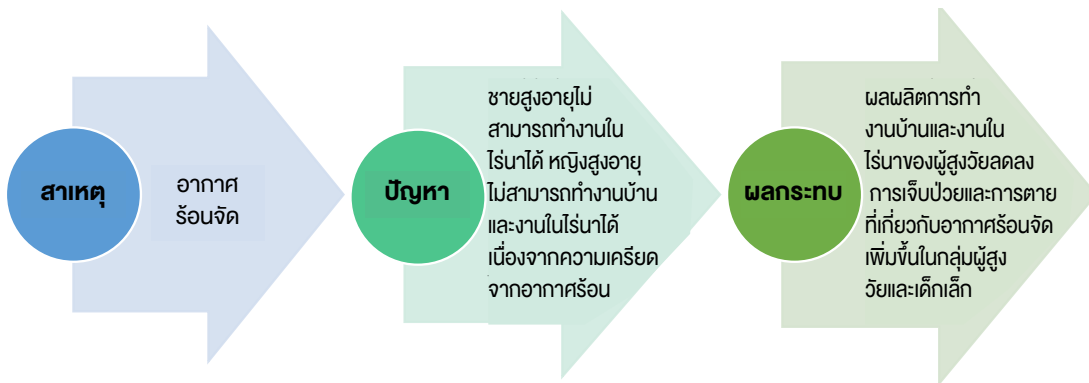 สาเหตุ
อากาศ
ร้อนจัด
ปัญหา
ชายสูงอายุไม่
สามารถทำงานใน
ไร่นาได้ หญิงสูงอายุ
ไม่สามารถทำงานบ้าน
และงานในไร่นาได้
เนื่องจากความเครียด
จากอากาศร้อน
ผลกระทบ
ผลผลิตการทำ
งานบ้านและงานใน
ไร่นาของผู้สูงวัยลดลง
การเจ็บป่วยและการตาย
ที่เกี่ยวกับอากาศร้อนจัด
เพิ่มขึ้นในกลุ่มผู้สูง
วัยและเด็กเล็ก